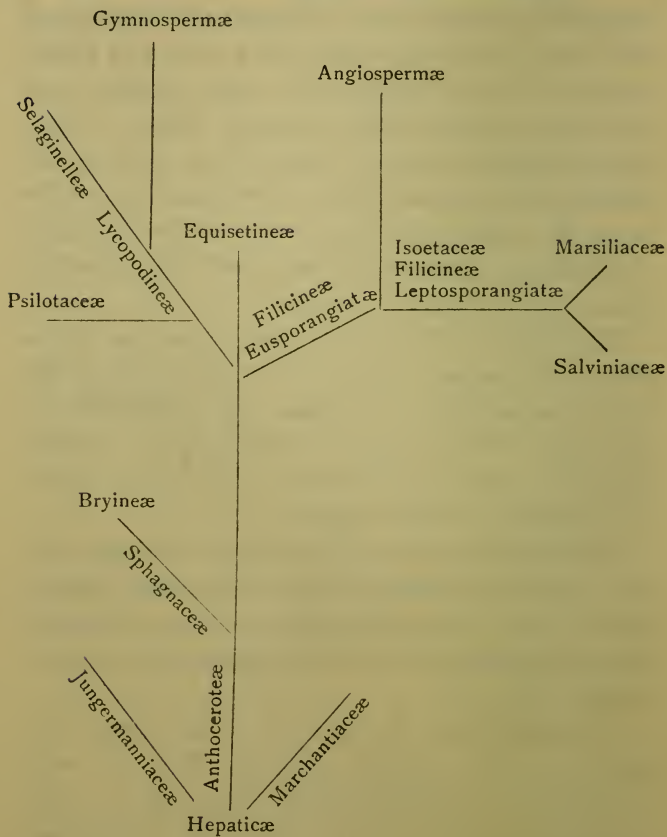 Gymnospermæ
Angiospermæ
Selaginelleæ
Lycopodineæ
Equisetineæ
Isoetaceæ
Filicineæ
Leptosporangiatæ
Marsiliaceæ
Filicineæ
Eusporangiatæ
Psilotaceæ
Salviniaceæ
Bryineæ
Sphagnaceæ
Jungermanniaceæ
Anthoceroteæ
Marchantiaceæ
Hepaticæ